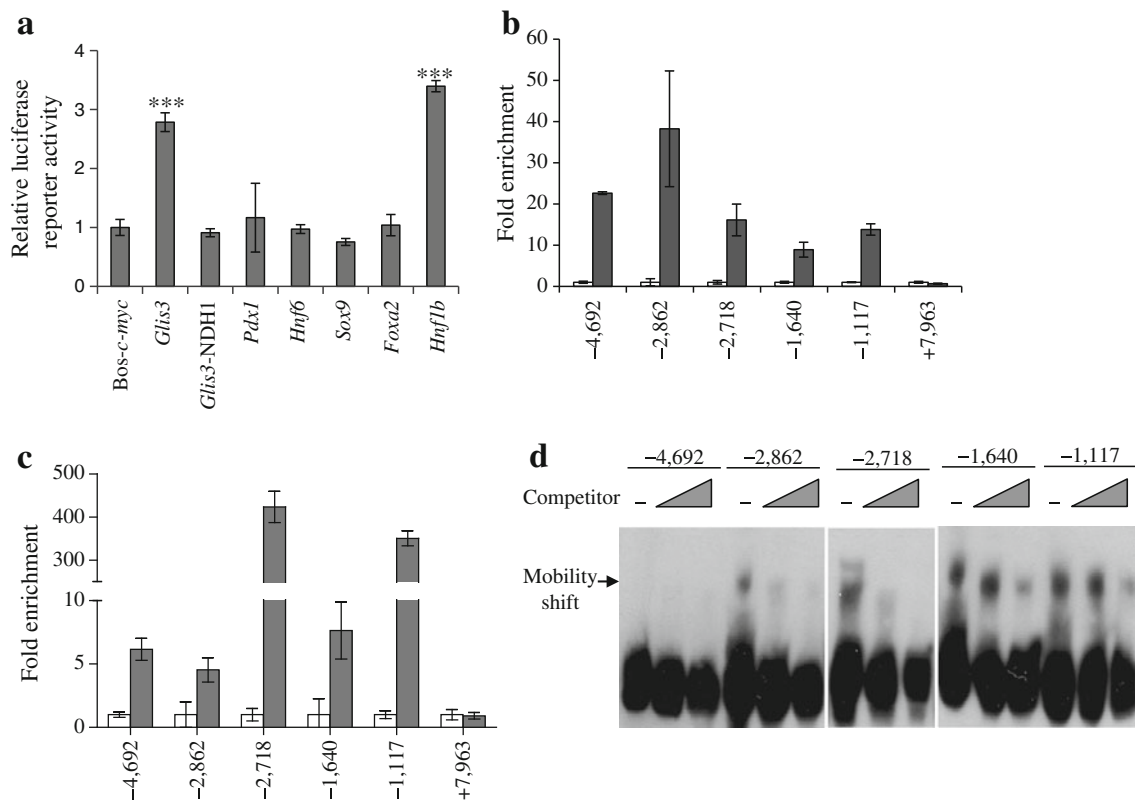 a
Relative luciferase
reporter activity
4
3
2
1
0
***
***
Bos-c-myc
Glis3
Glis3-NDH1
Pdx1
Hnf6
Sox9
Foxa2
Hnf1b
b
Fold enrichment
60
50
40
30
20
10
0
−4,692
−2,862
−2,718
−1,640
−1,117
+7,963
c
Fold enrichment
500
400
300
10
5
0
−4,692
−2,862
−2,718
−1,640
−1,117
+7,963
d
−4,692
−2,862
−2,718
−1,640
−1,117
Competitor
−
−
−
−
−
Mobility
shift